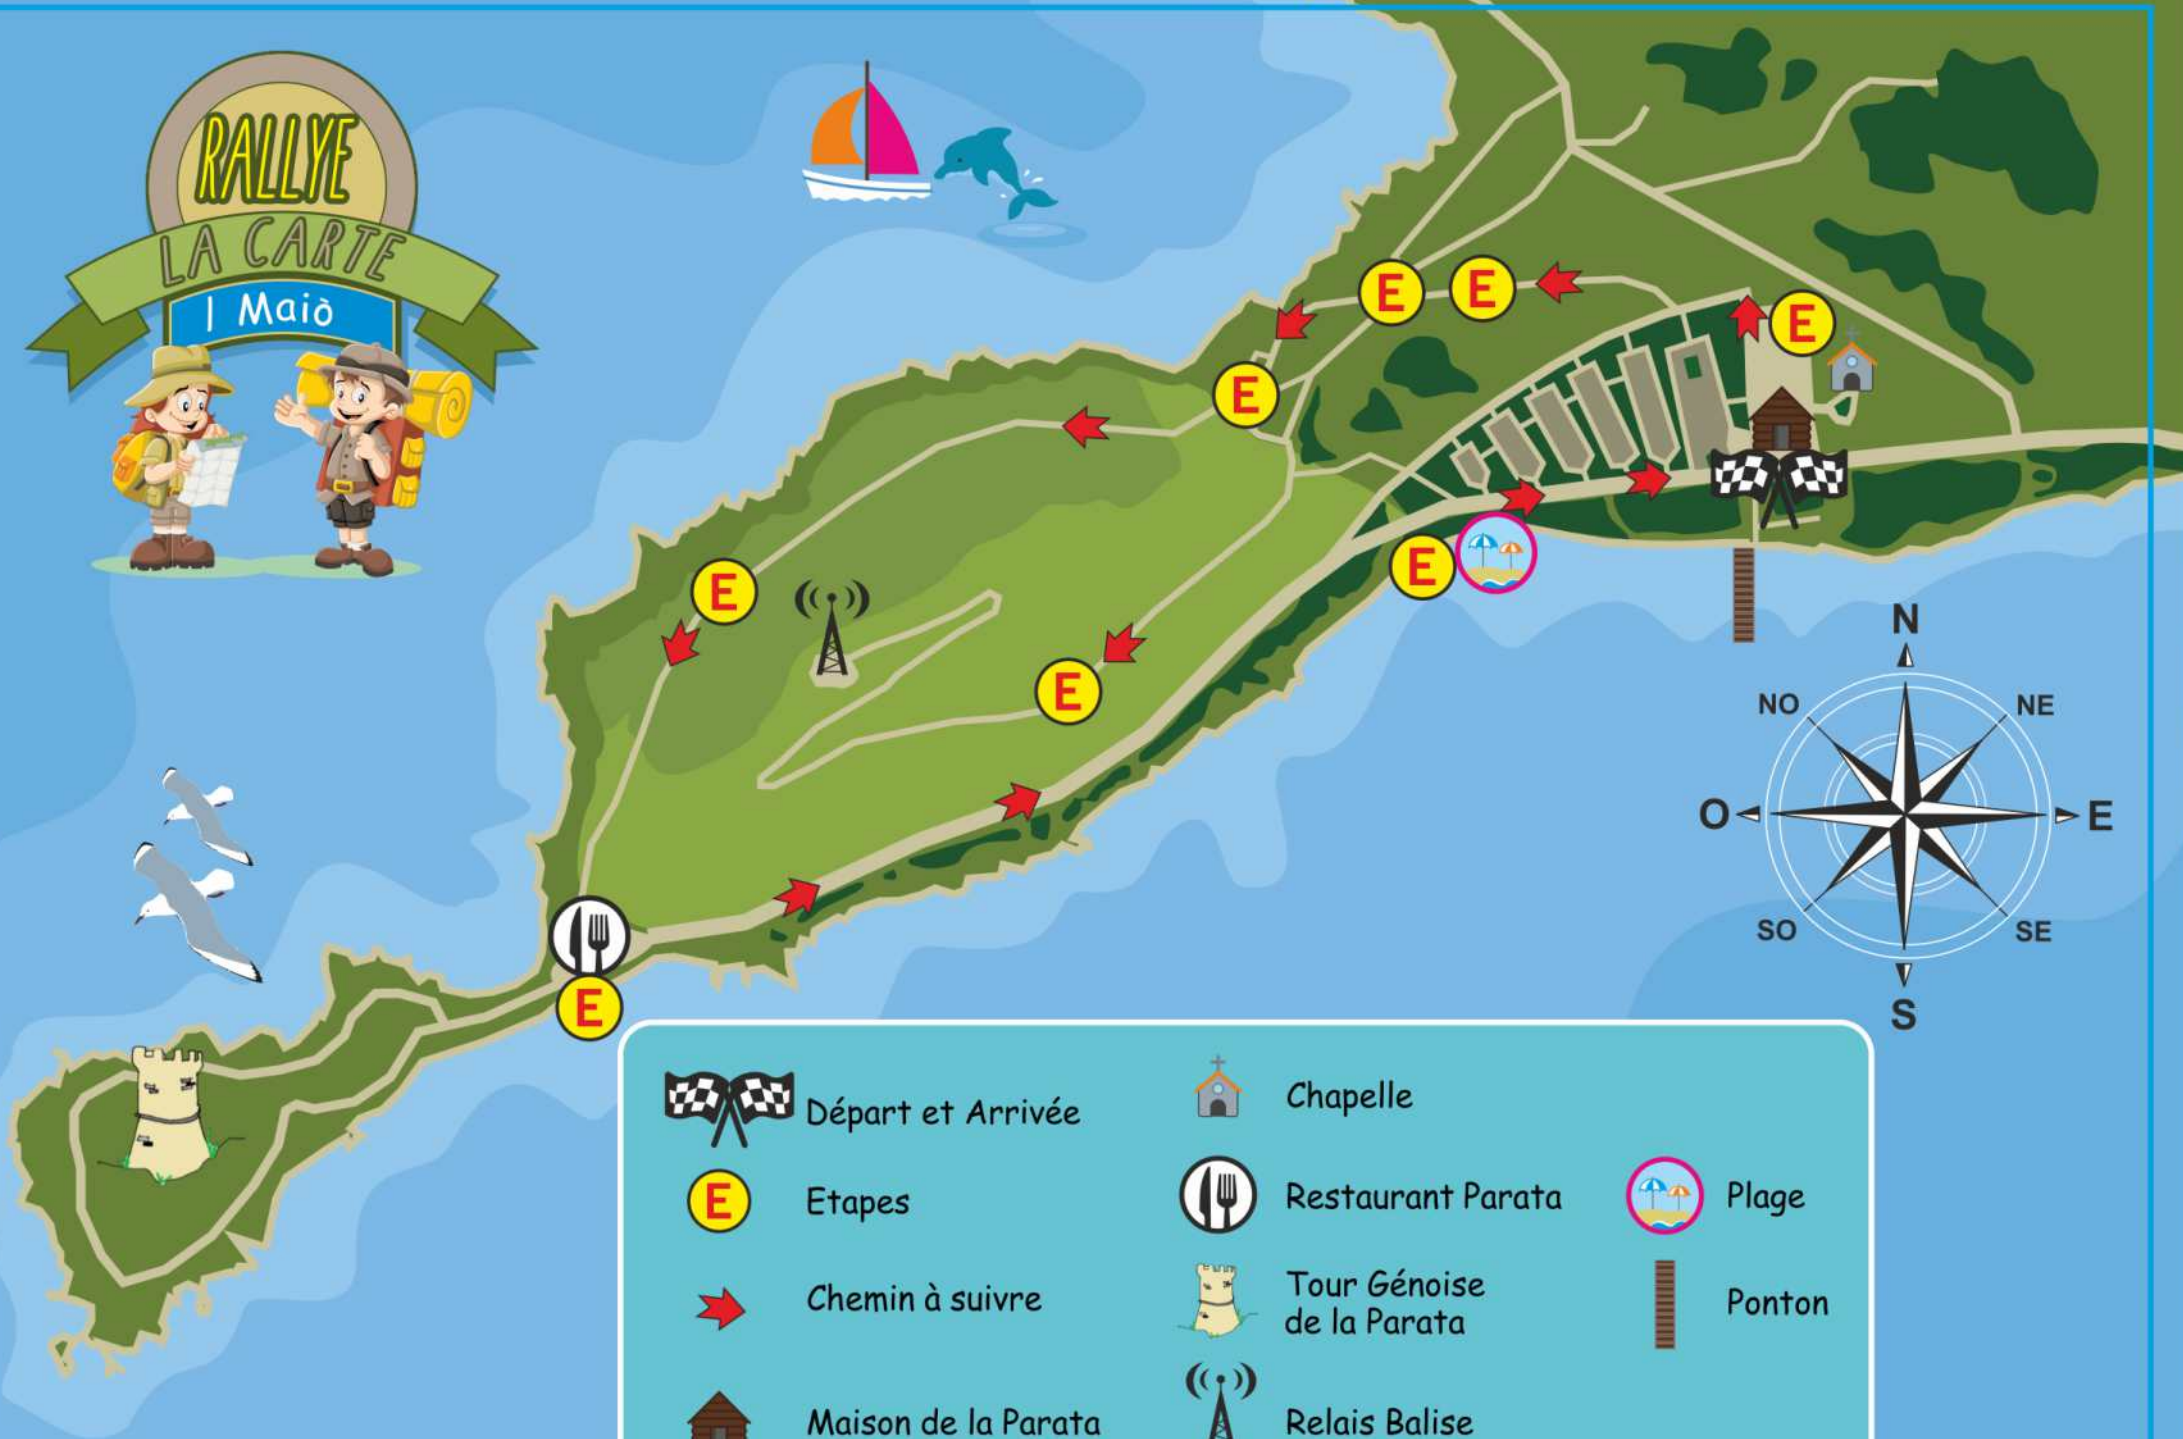 RALLYE
LA CARTE
I Maiò
E
E
E
E
E
E
E
E
N
NO
NE
O
E
SO
SE
S
Départ et Arrivée
Chapelle
E
Etapes
Restaurant Parata
Plage
Chemin à suivre
Tour Génoise
de la Parata
Ponton
Maison de la Parata
Relais Balise